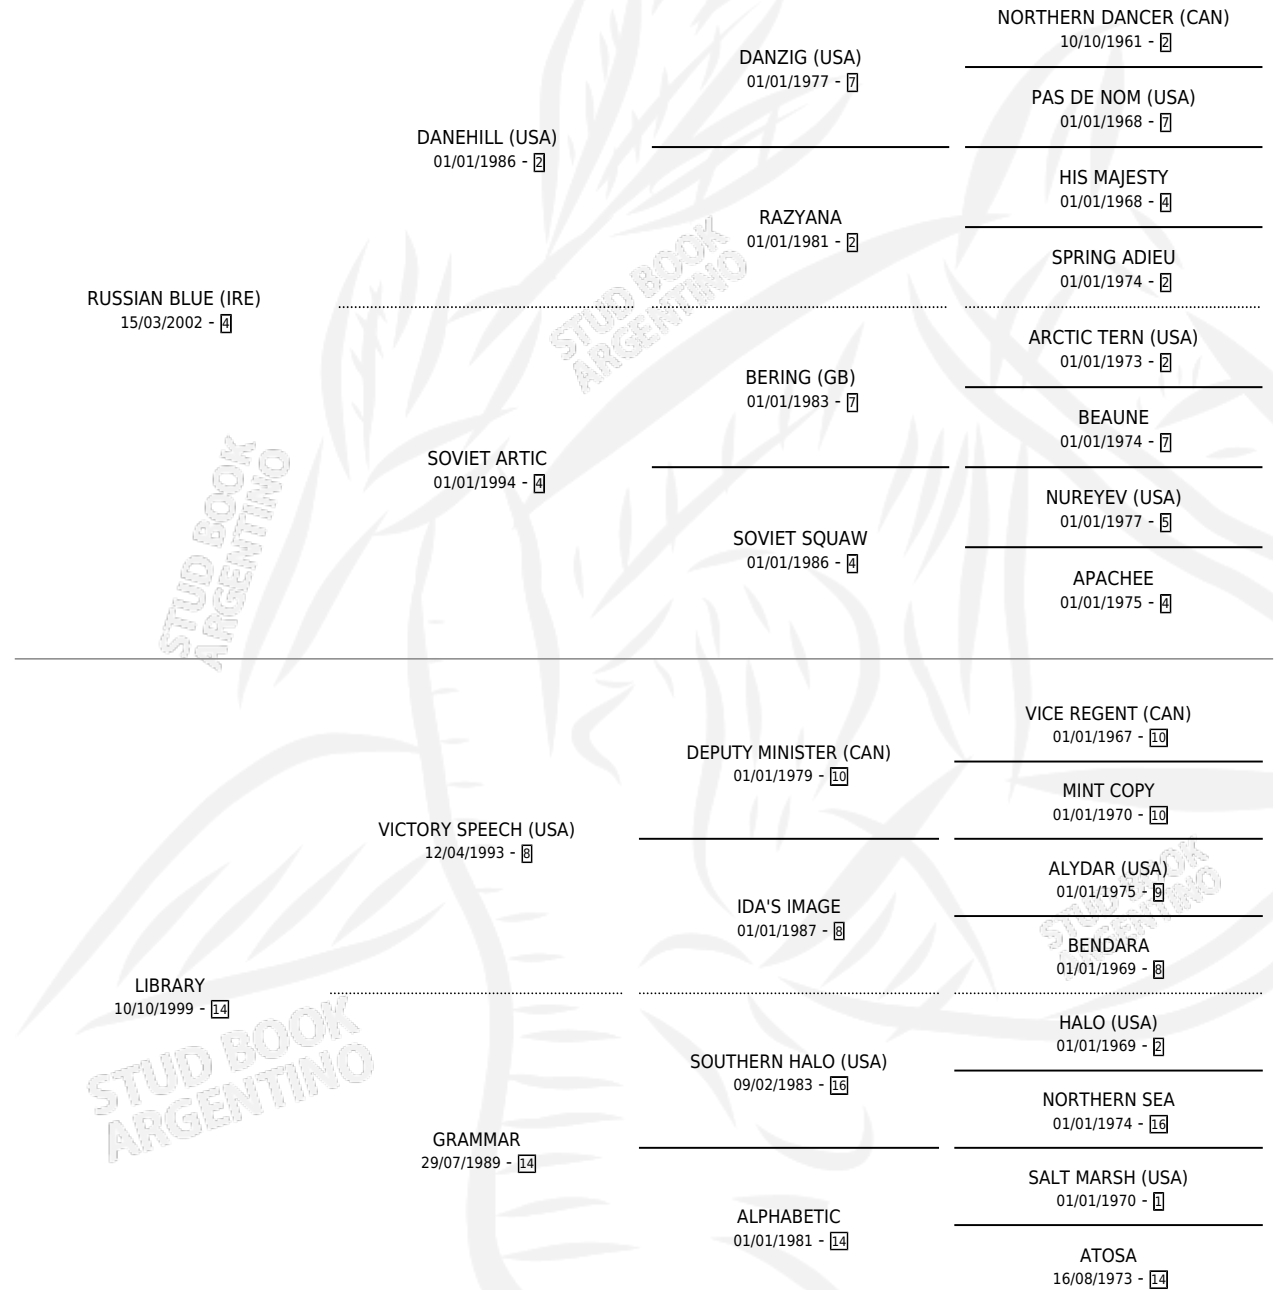 NORTHERN DANCER (CAN)
10/10/1961 - 2
DANZIG (USA)
01/01/1977 - 7
PAS DE NOM (USA)
01/01/1968 - 7
DANEHILL (USA)
01/01/1986 - 2
HIS MAJESTY
01/01/1968 - 4
RAZYANA
01/01/1981 - 2
SPRING ADIEU
01/01/1974 - 2
RUSSIAN BLUE (IRE)
15/03/2002 - 4
STUD BOOK
ARGENTINO
ARCTIC TERN (USA)
01/01/1973 - 2
BERING (GB)
01/01/1983 - 7
BEAUNE
01/01/1974 - 7
SOVIET ARTIC
01/01/1994 - 4
NUREYEV (USA)
01/01/1977 - 5
SOVIET SQUAW
01/01/1986 - 4
APACHEE
01/01/1975 - 4
STUD BOOK
ARGENTINO
VICE REGENT (CAN)
01/01/1967 - 10
DEPUTY MINISTER (CAN)
01/01/1979 - 10
MINT COPY
01/01/1970 - 10
VICTORY SPEECH (USA)
12/04/1993 - 8
ALYDAR (USA)
01/01/1975 - 9
IDA'S IMAGE
01/01/1987 - 8
BENDARA
01/01/1969 - 8
STUD BOOK
ARGENTINO
LIBRARY
10/10/1999 - 14
HALO (USA)
01/01/1969 - 2
SOUTHERN HALO (USA)
09/02/1983 - 16
NORTHERN SEA
01/01/1974 - 16
STUD BOOK
ARGENTINO
GRAMMAR
29/07/1989 - 14
SALT MARSH (USA)
01/01/1970 - 1
ALPHABETIC
01/01/1981 - 14
ATOSA
16/08/1973 - 14